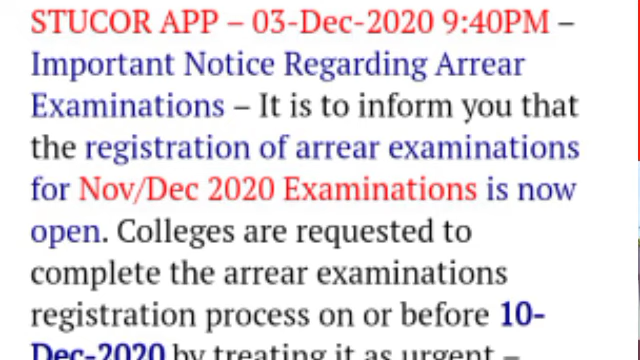 STUCOR APP – 03-Dec-2020 9:40PM –
Important Notice Regarding Arrear
Examinations – It is to inform you that
the registration of arrear examinations
for Nov/Dec 2020 Examinations is now
open. Colleges are requested to
complete the arrear examinations
registration process on or before 10-
Dec-2020 by treating it as urgent –